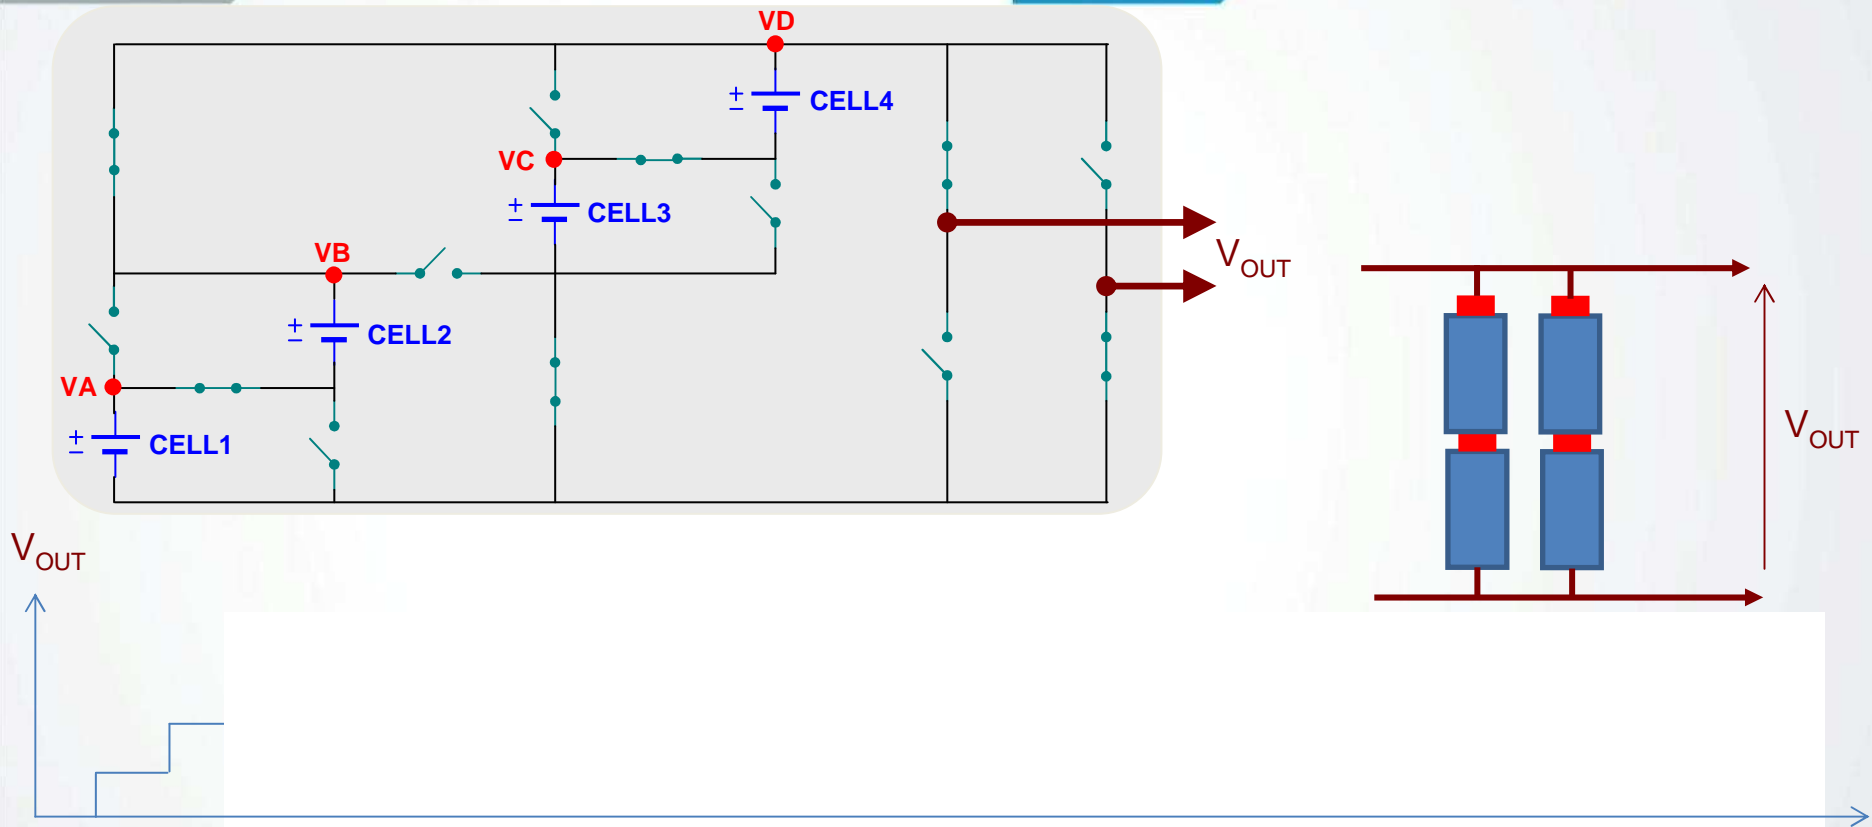 VD
± CELL4
VC
± CELL3
VB
VOUT
± CELL2
VA
± CELL1
VOUT
VOUT